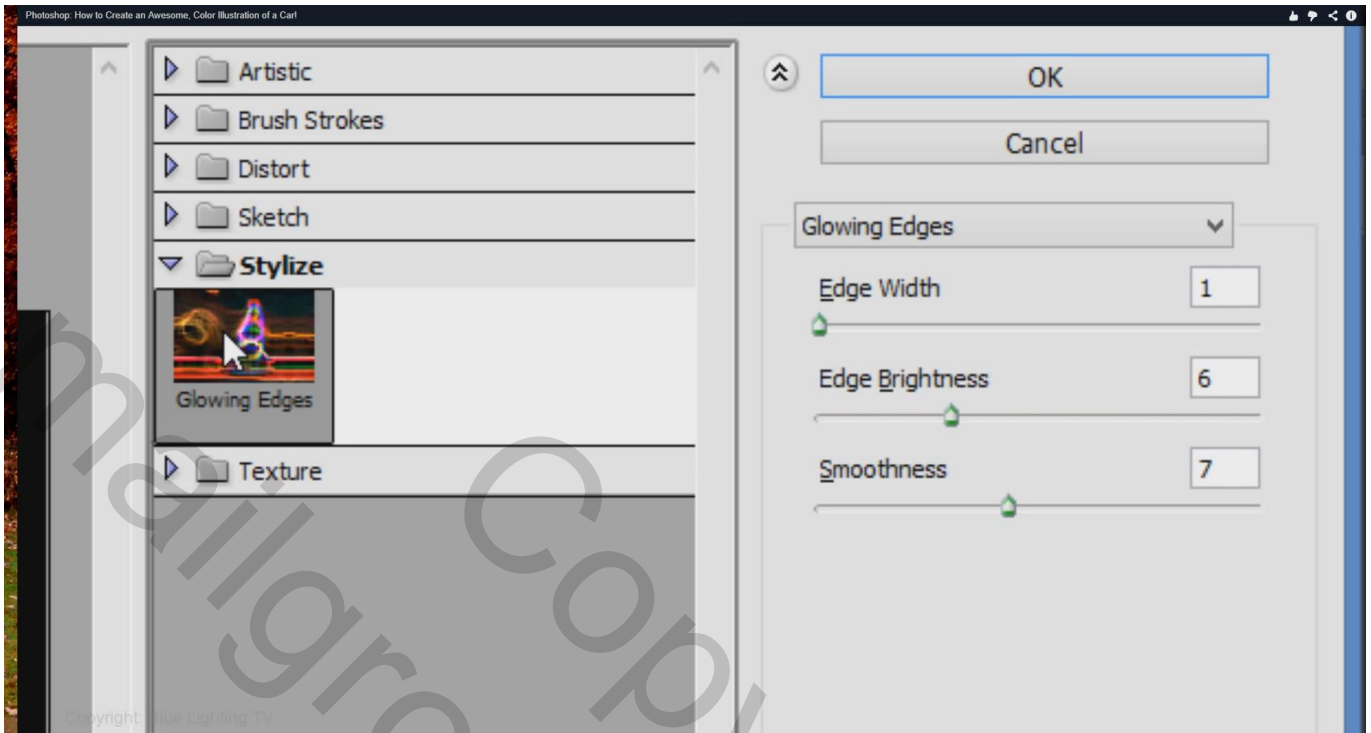 Photoshop: How to Create an Awesome, Color Illustration of a Car!
Artistic
Brush Strokes
Distort
Sketch
Stylize
Glowing Edges
Texture
OK
Cancel
Glowing Edges
Edge Width 1
Edge Brightness 6
Smoothness 7
Copyright: Blue Lighting TV